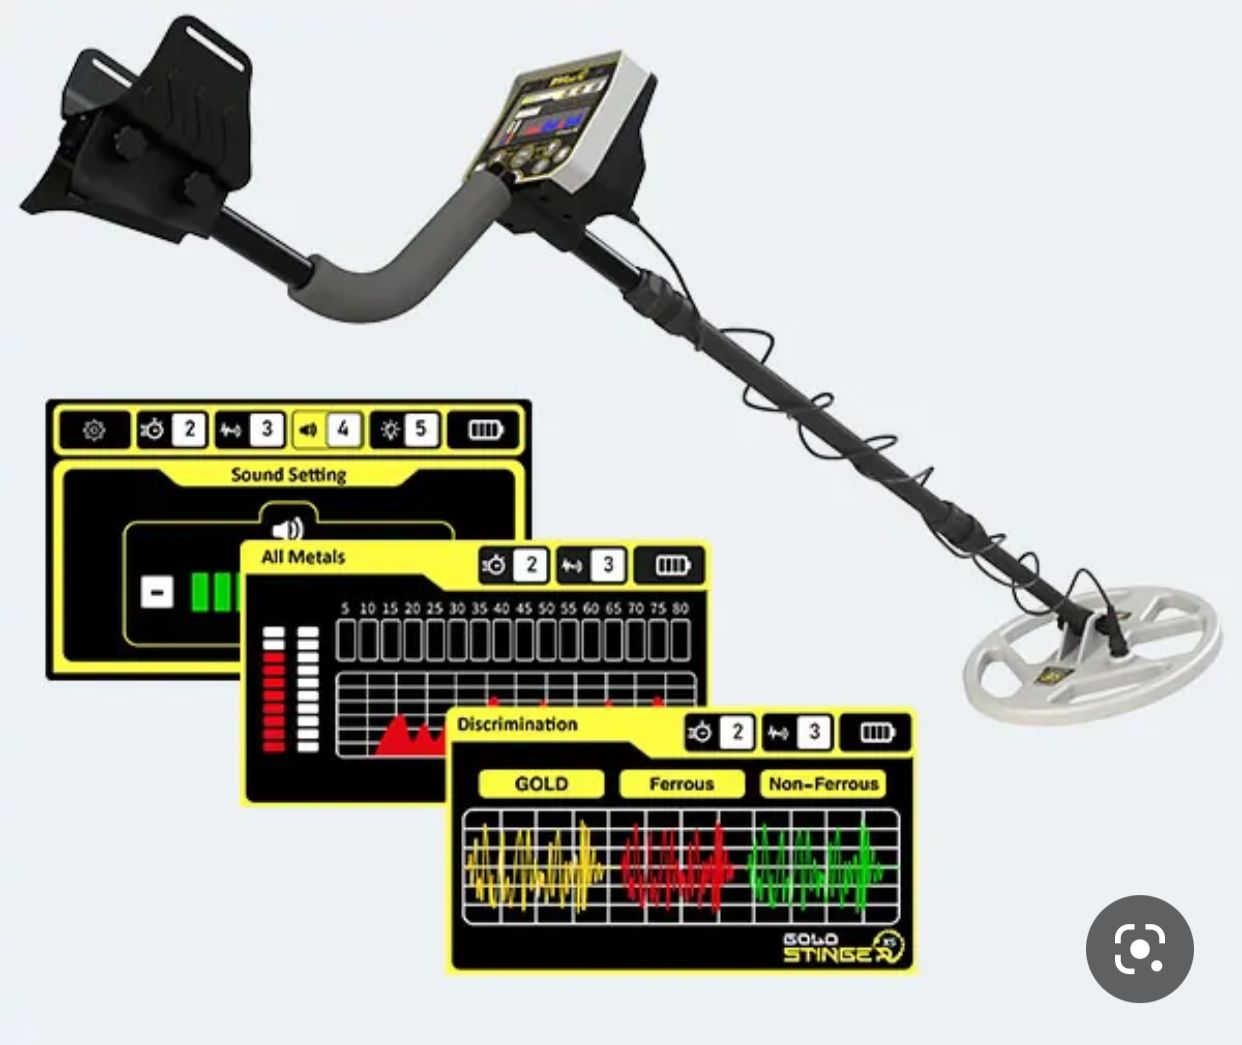 2 3 4 5
Sound Setting
-
All Metals 2 3
5 10 15 20 25 30 35 40 45 50 55 60 65 70 75 80
Discrimination 2 3
GOLD Ferrous Non-Ferrous
GOLD X5
STINGER